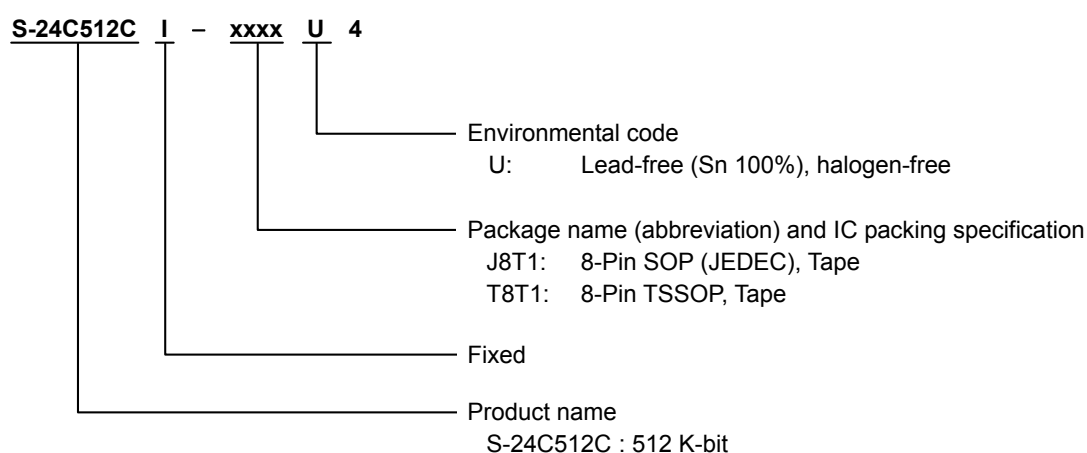 S-24C512C I – xxxx U 4
Environmental code
U: Lead-free (Sn 100%), halogen-free
Package name (abbreviation) and IC packing specification
J8T1: 8-Pin SOP (JEDEC), Tape
T8T1: 8-Pin TSSOP, Tape
Fixed
Product name
S-24C512C : 512 K-bit